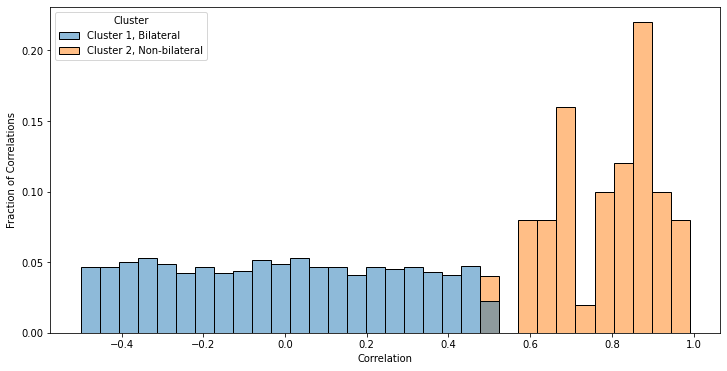 Cluster
Cluster 1, Bilateral
Cluster 2, Non-bilateral
Fraction of Correlations
0.20
0.15
0.10
0.05
0.00
−0.4
−0.2
0.0
0.2
0.4
0.6
0.8
1.0
Correlation